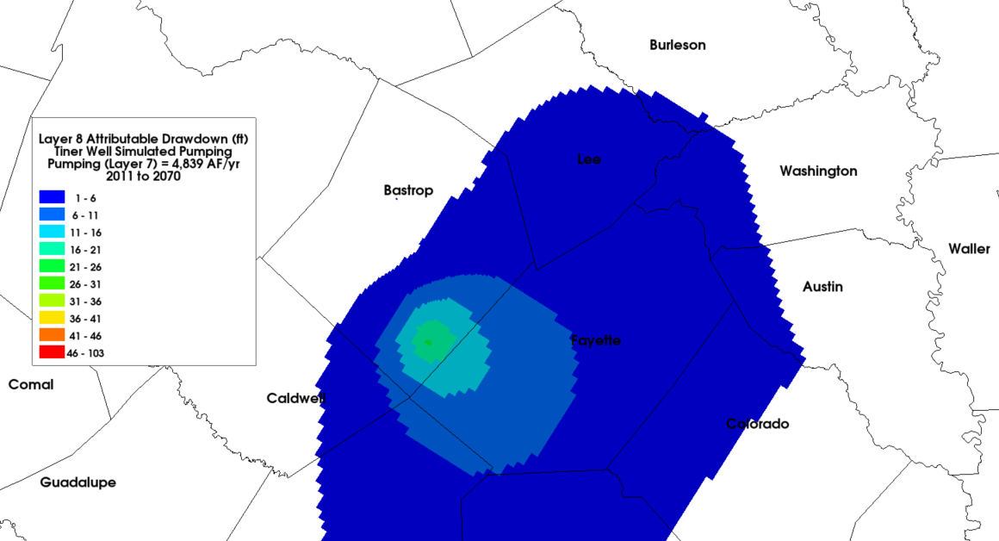 Burleson
Layer 8 Attributable Drawdown (ft)
Tiner Well Simulated Pumping
Pumping (Layer 7) = 4,839 AF/yr
2011 to 2070
1 - 6
6 - 11
11 - 16
16 - 21
21 - 26
26 - 31
31 - 36
36 - 41
41 - 46
46 - 103
Lee
Washington
Bastrop
Waller
Austin
Fayette
Comal
Caldwell
Colorado
Guadalupe